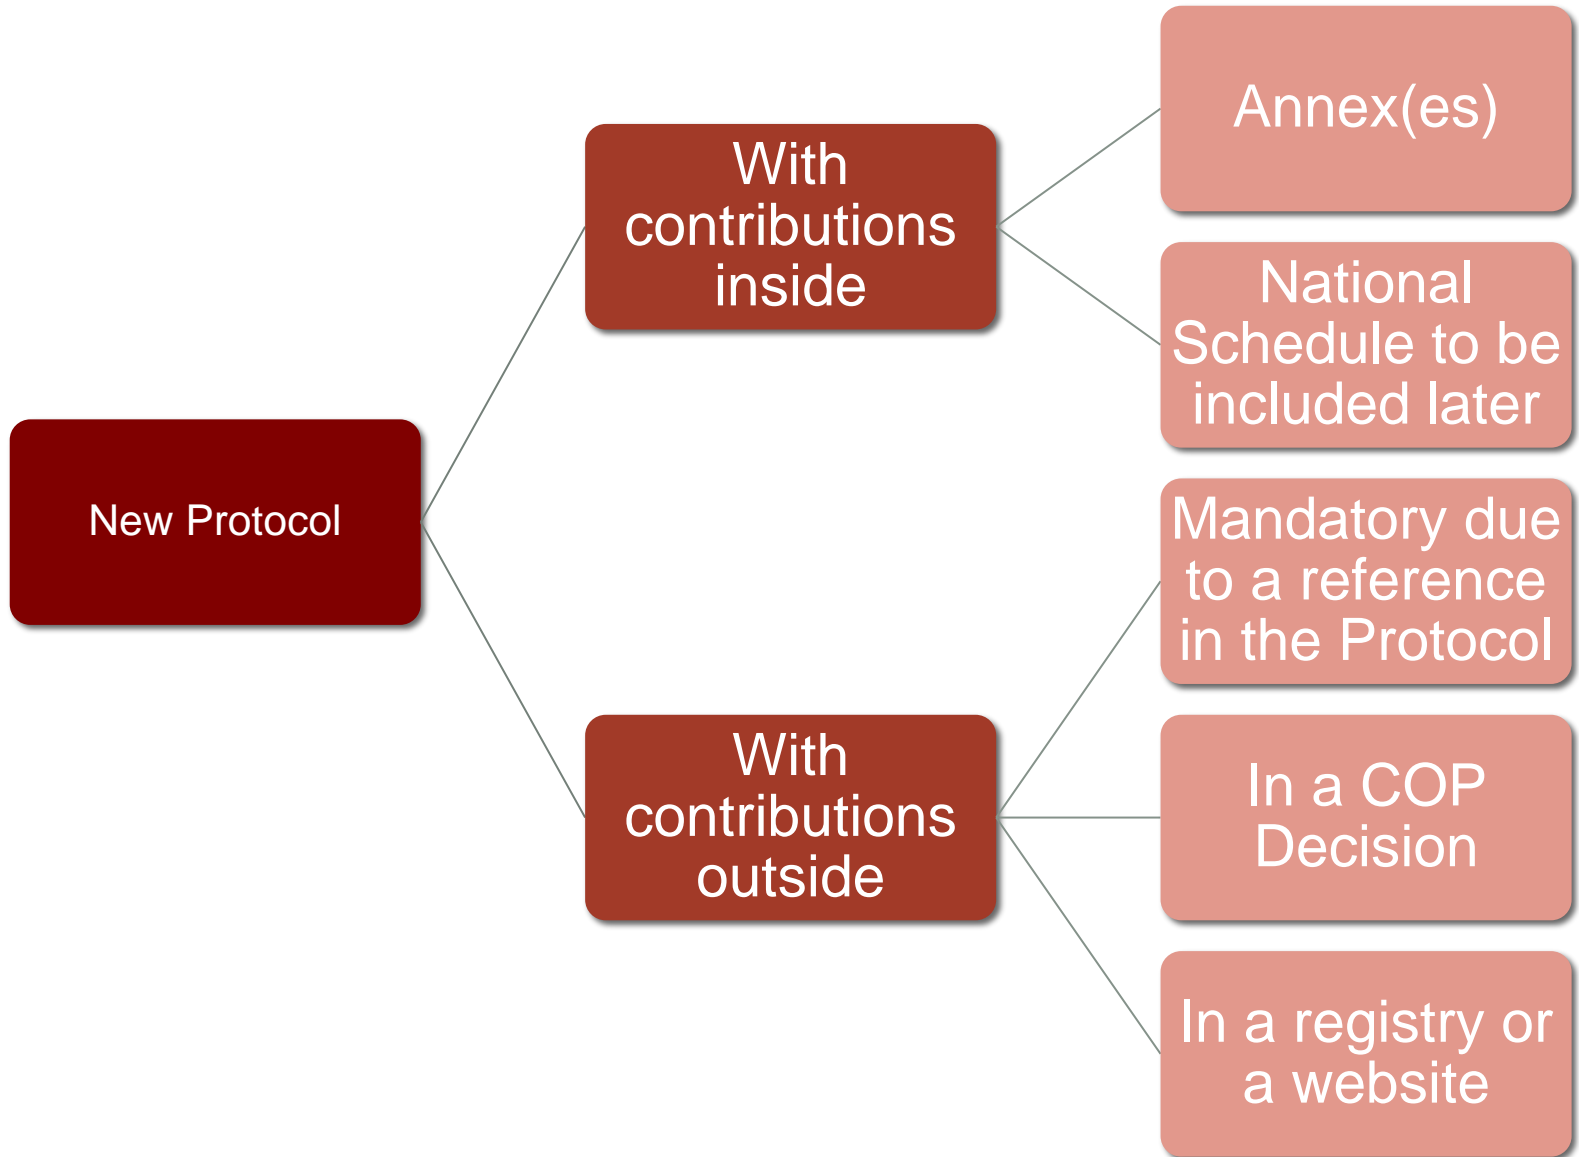 New Protocol
With
contributions
inside
Annex(es)
National
Schedule to be
included later
With
contributions
outside
Mandatory due
to a reference
in the Protocol
In a COP
Decision
In a registry or
a website